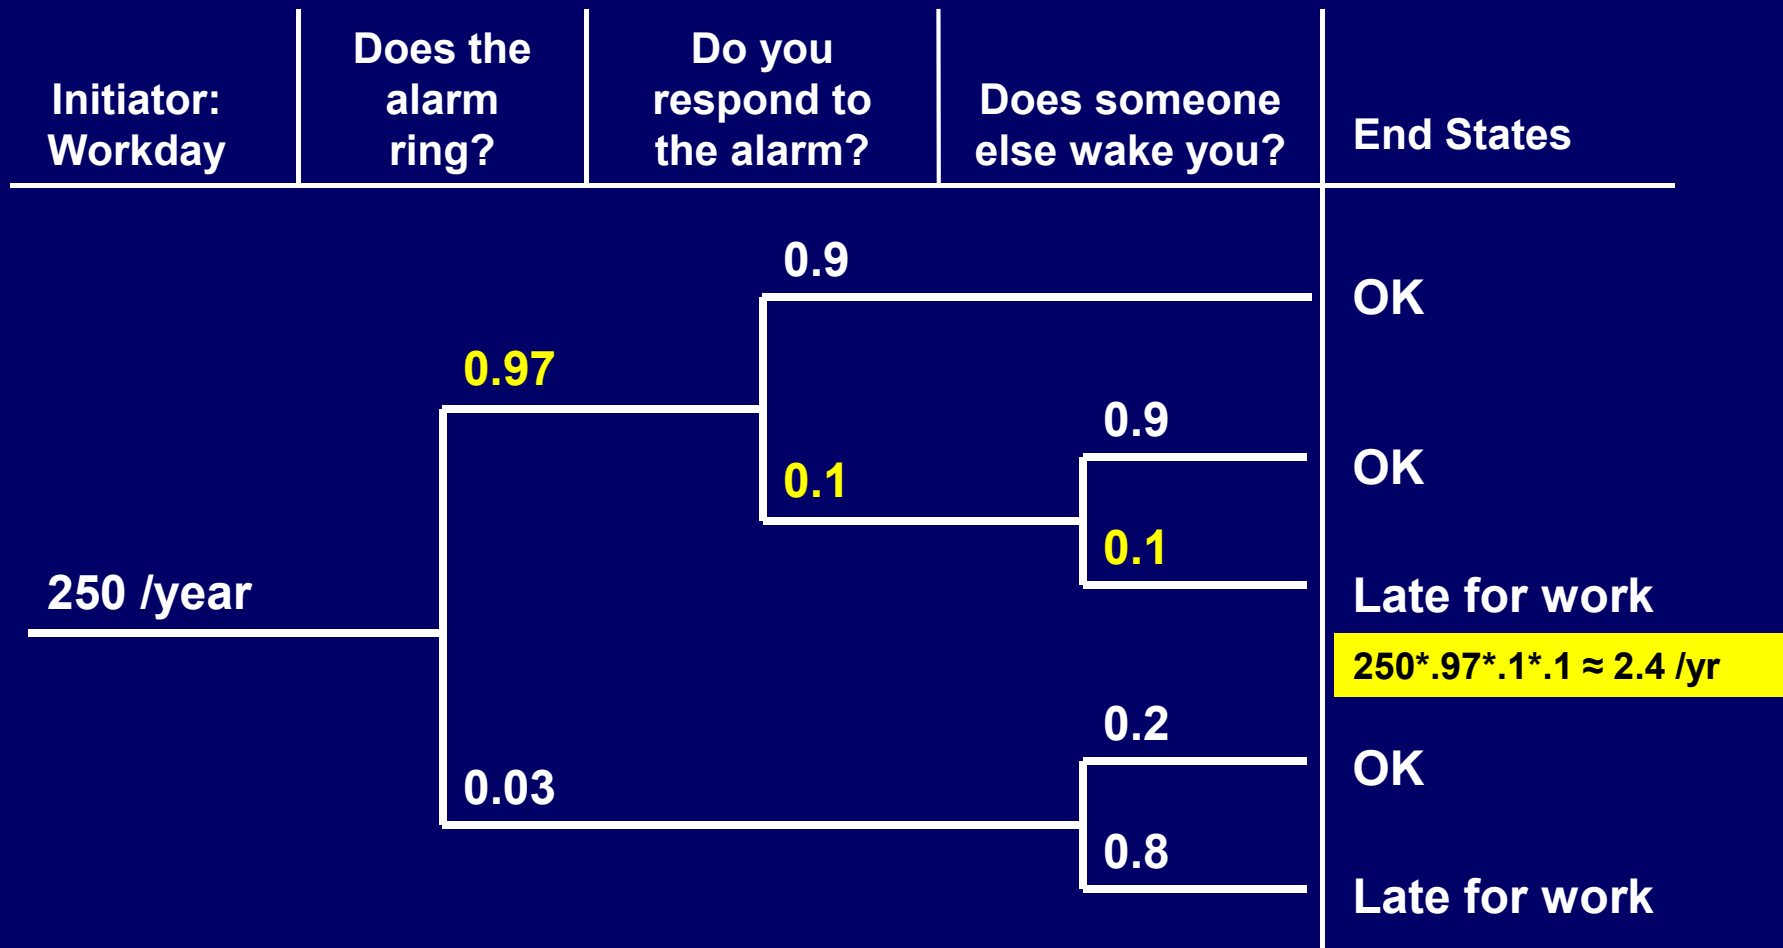 Initiator:
Workday
Does the
alarm
ring?
Do you
respond to
the alarm?
Does someone
else wake you?
End States
0.9
OK
0.97
0.9
OK
0.1
0.1
250 /year
Late for work
250*.97*.1*.1 ≈ 2.4 /yr
0.2
OK
0.03
0.8
Late for work